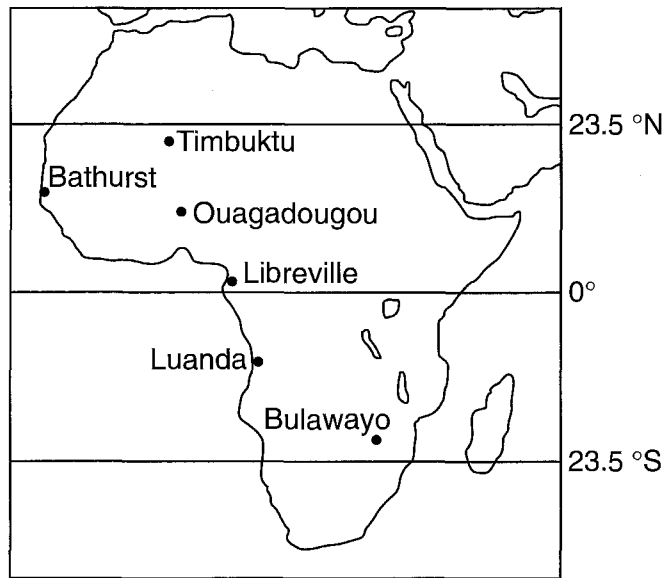 23.5 °N
Timbuktu
Bathurst
Ouagadougou
Libreville
0°
Luanda
Bulawayo
23.5 °S